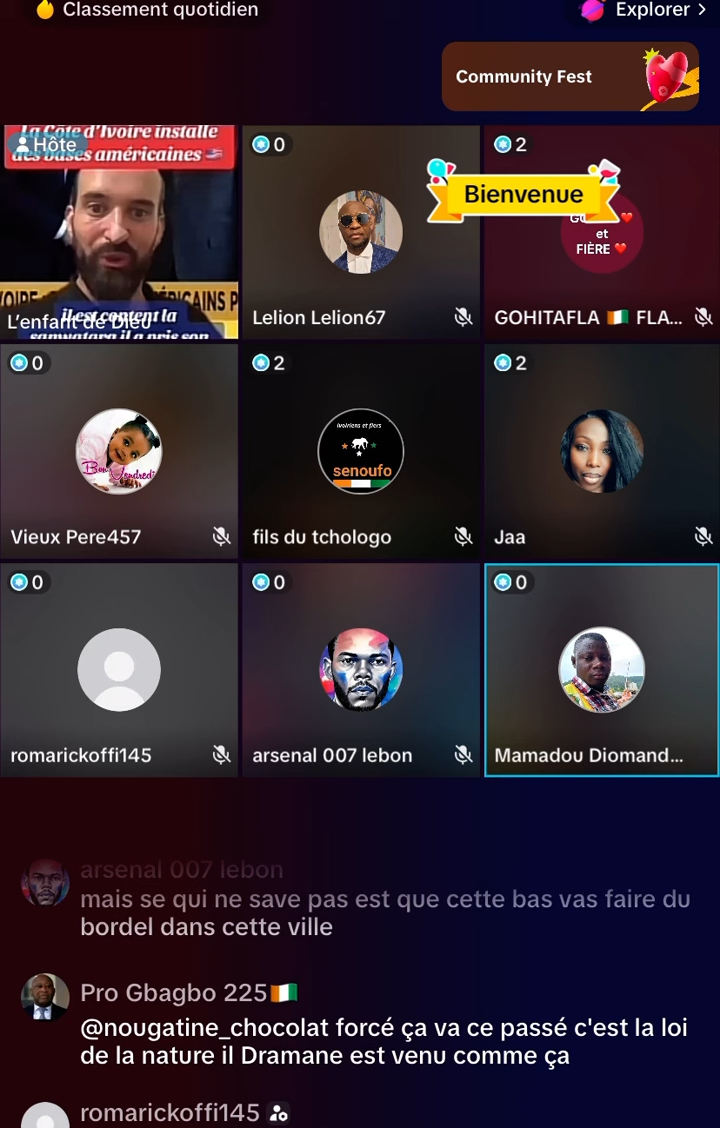 Classement quotidien
Explorer >
Community Fest
la Côte d'Ivoire installe
des bases américaines
Hôte
0
2
Bienvenue
et
FIÈRE
L'enfant de Dieu
il est content la
Lelion Lelion67
GOHITAFLA FLA...
0
2
2
Bon Vendredi
ivoiriens et fiers
senoufo
Vieux Pere457
fils du tchologo
Jaa
0
0
0
romarickoffi145
arsenal 007 lebon
Mamadou Diomand...
arsenal 007 lebon
mais se qui ne save pas est que cette bas vas faire du
bordel dans cette ville
Pro Gbagbo 225
@nougatine_chocolat forcé ça va ce passé c'est la loi
de la nature il Dramane est venu comme ça
romarickoffi145